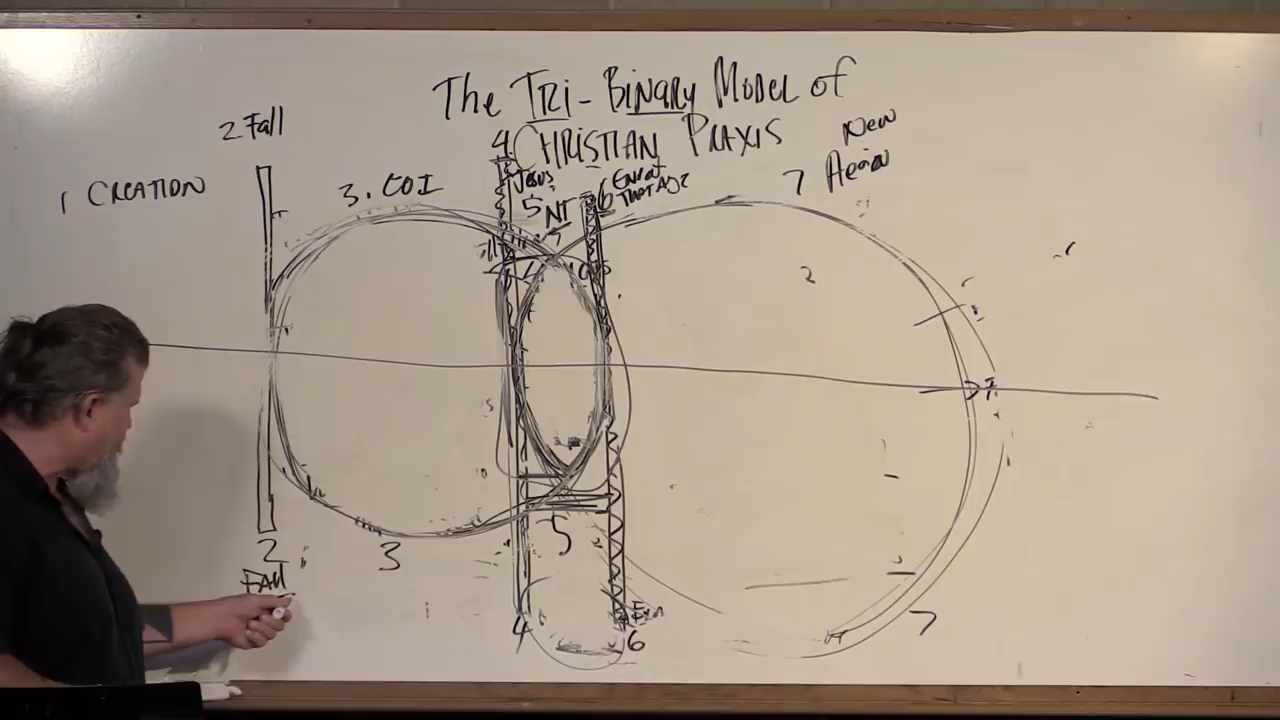 The TRI-BINARY MODEL of
CHRISTIAN PRAXIS
1 CREATION
2 Fall
3. COI
4
Jesus
5 NT
6
7 New
2
3
5
2
Fall
4
6
7